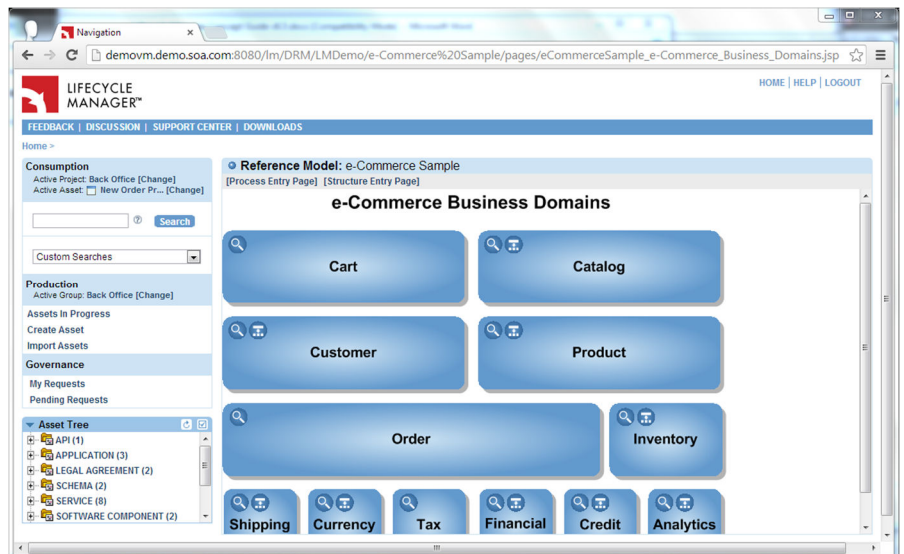 Navigation
demovm.demo.soa.com:8080/lm/DRM/LMDemo/e-Commerce%20Sample/pages/eCommerceSample_e-Commerce_Business_Domains.jsp
LIFECYCLE
MANAGER™
HOME | HELP | LOGOUT
FEEDBACK | DISCUSSION | SUPPORT CENTER | DOWNLOADS
Home >
Consumption
Active Project: Back Office [Change]
Active Asset: New Order Pr... [Change]
Search
Custom Searches
Production
Active Group: Back Office [Change]
Assets In Progress
Create Asset
Import Assets
Governance
My Requests
Pending Requests
Asset Tree
API (1)
APPLICATION (3)
LEGAL AGREEMENT (2)
SCHEMA (2)
SERVICE (8)
SOFTWARE COMPONENT (2)
Reference Model: e-Commerce Sample
[Process Entry Page] [Structure Entry Page]
e-Commerce Business Domains
Cart
Catalog
Customer
Product
Order
Inventory
Shipping
Currency
Tax
Financial
Credit
Analytics